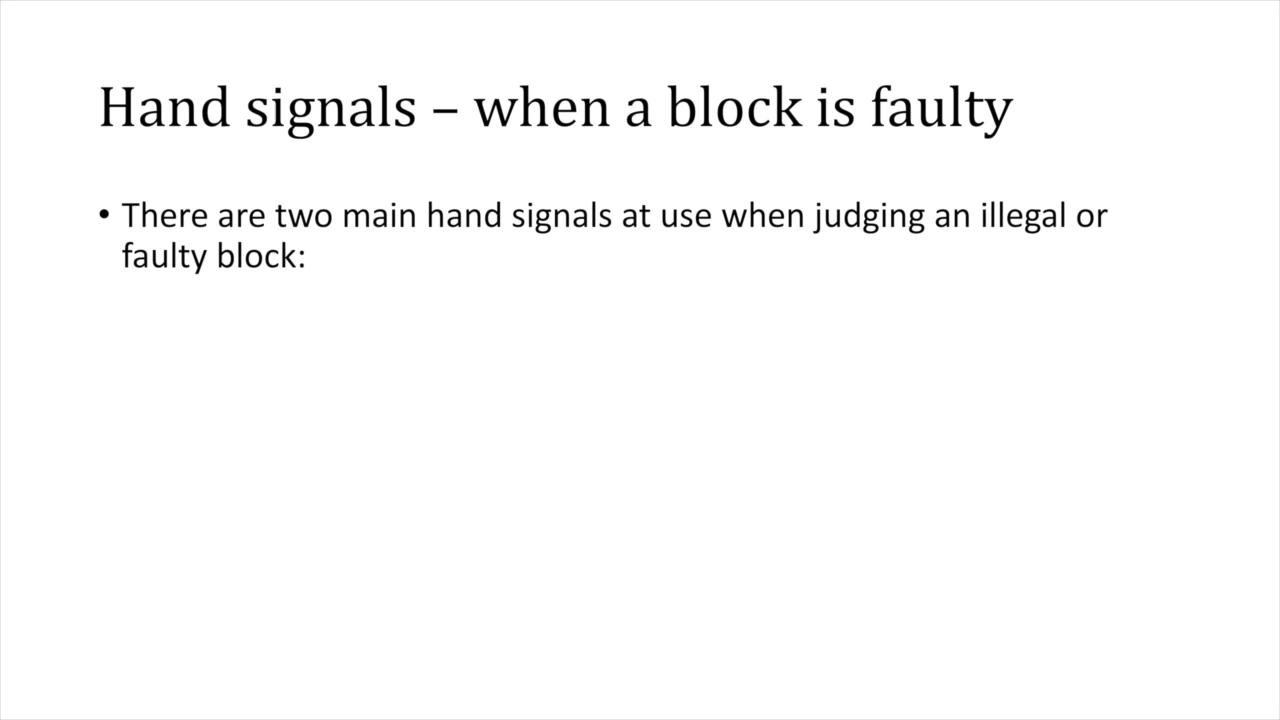 Hand signals – when a block is faulty
• There are two main hand signals at use when judging an illegal or
faulty block: